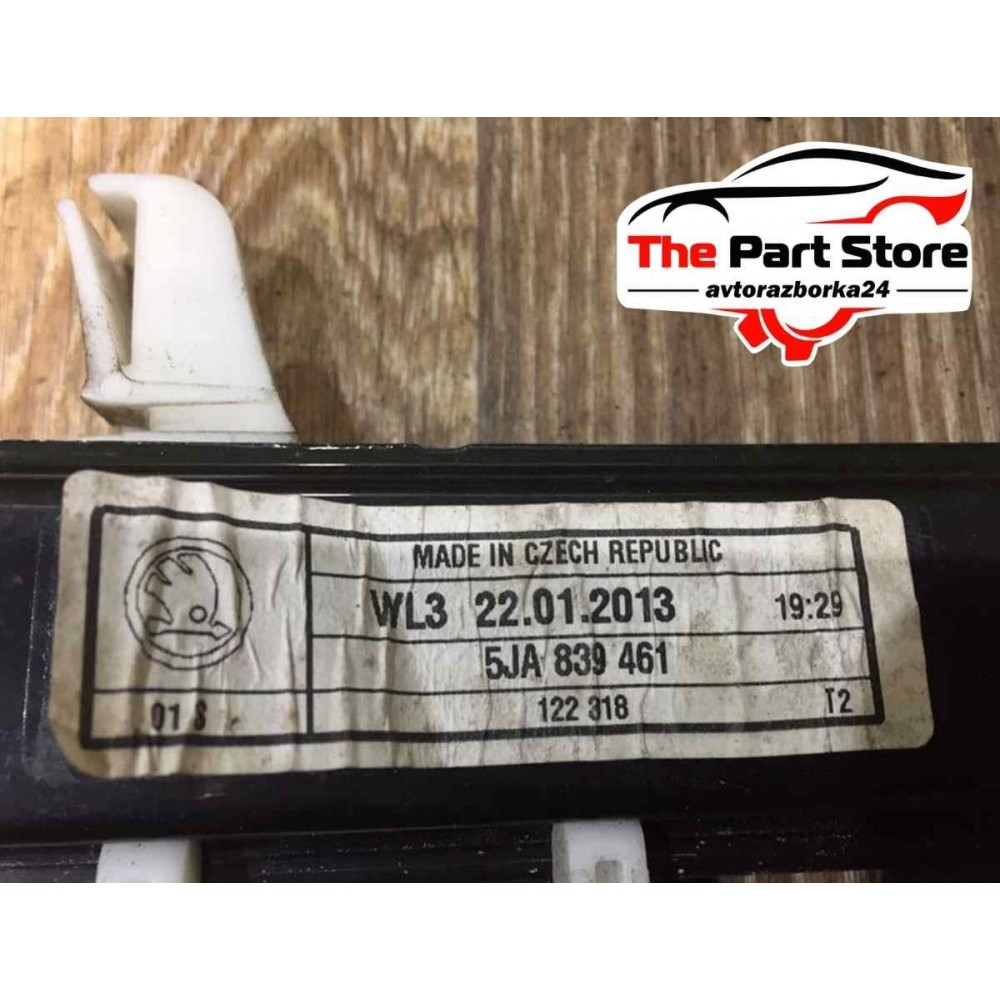 The Part Store
avtorazborka24
MADE IN CZECH REPUBLIC
WL3 22.01.2013 19:29
5JA 839 461
01 S 122 318 T2